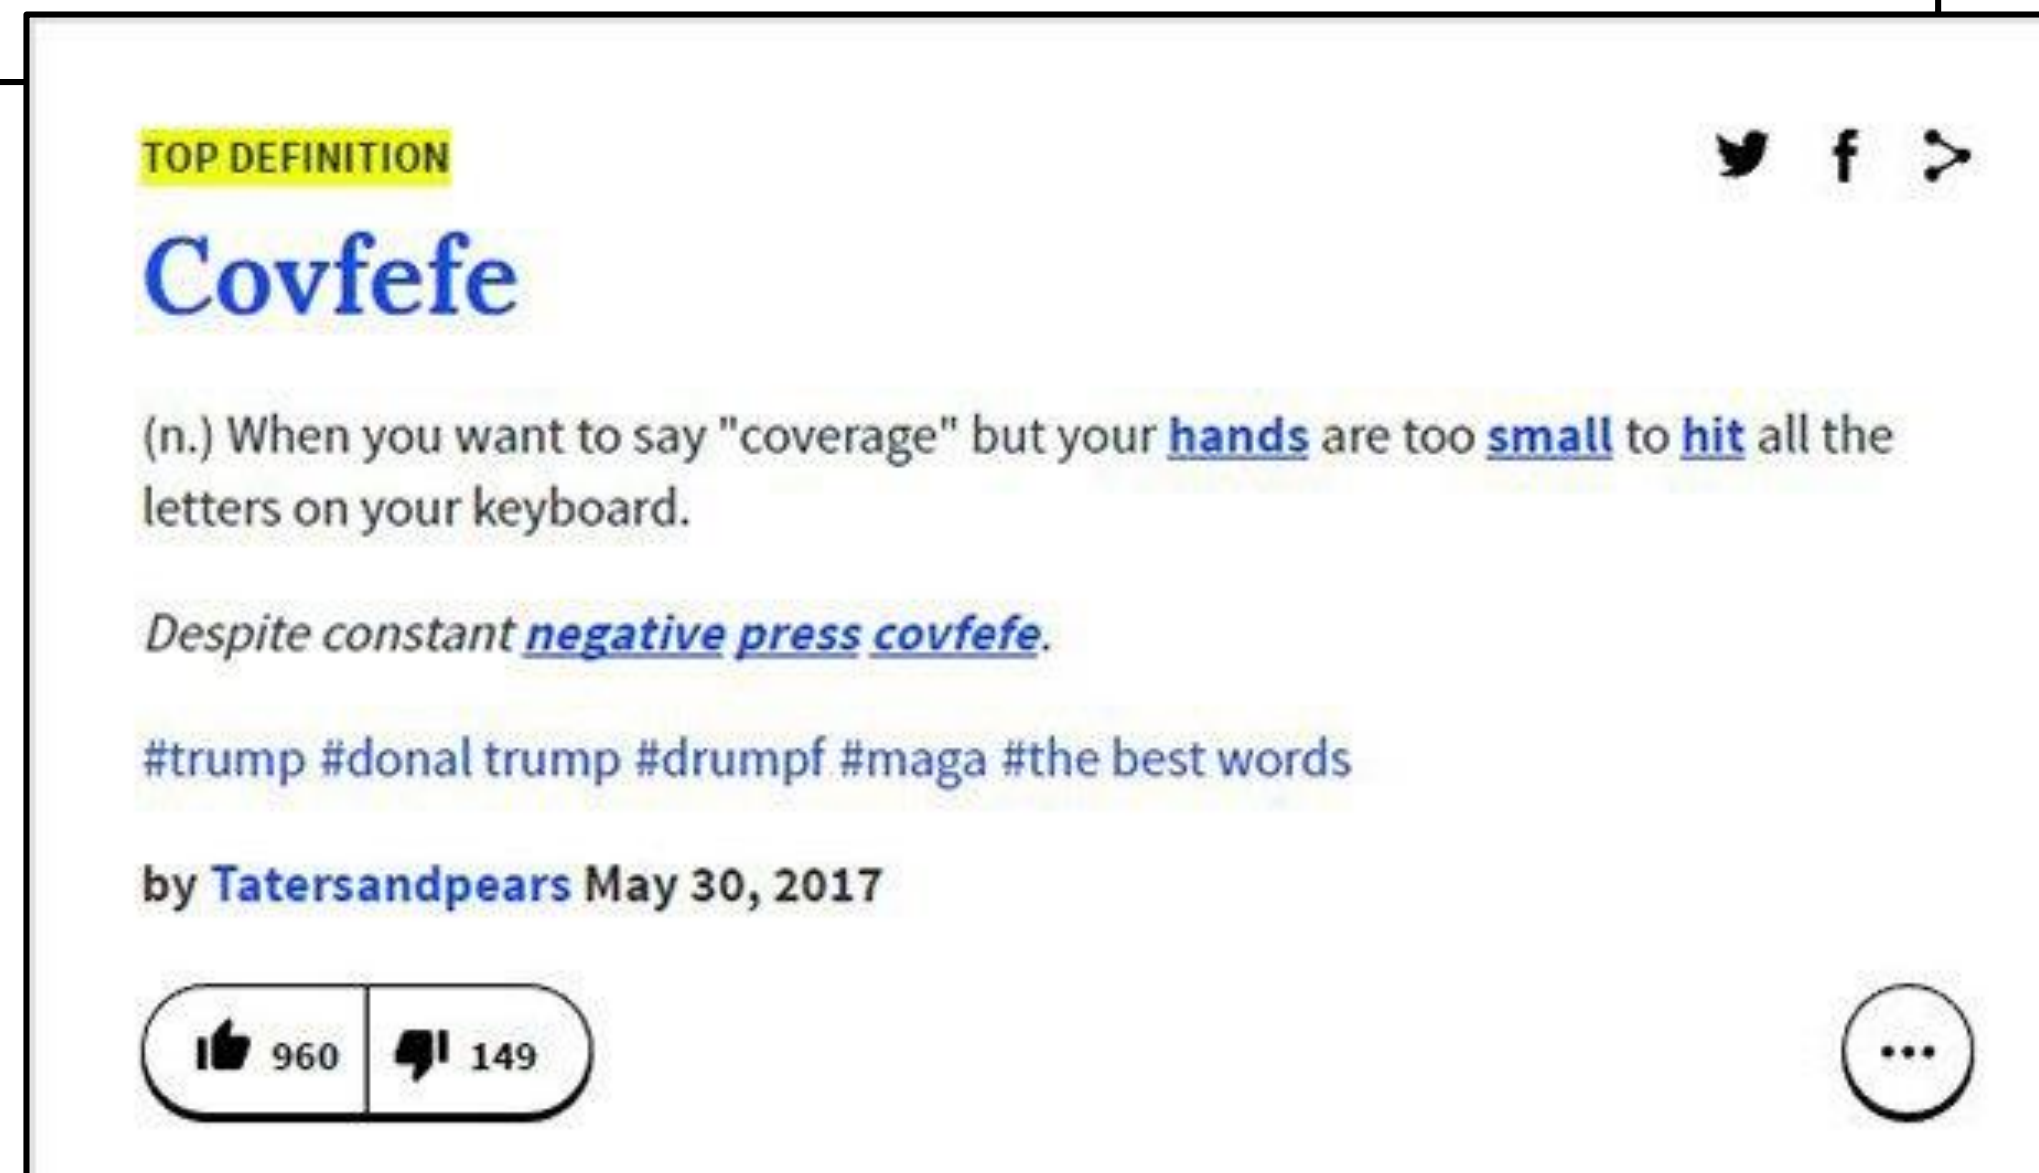 TOP DEFINITION
Covfefe
(n.) When you want to say "coverage" but your hands are too small to hit all the
letters on your keyboard.
Despite constant negative press covfefe.
#trump #donal trump #drumpf #maga #the best words
by Tatersandpears May 30, 2017
960 149